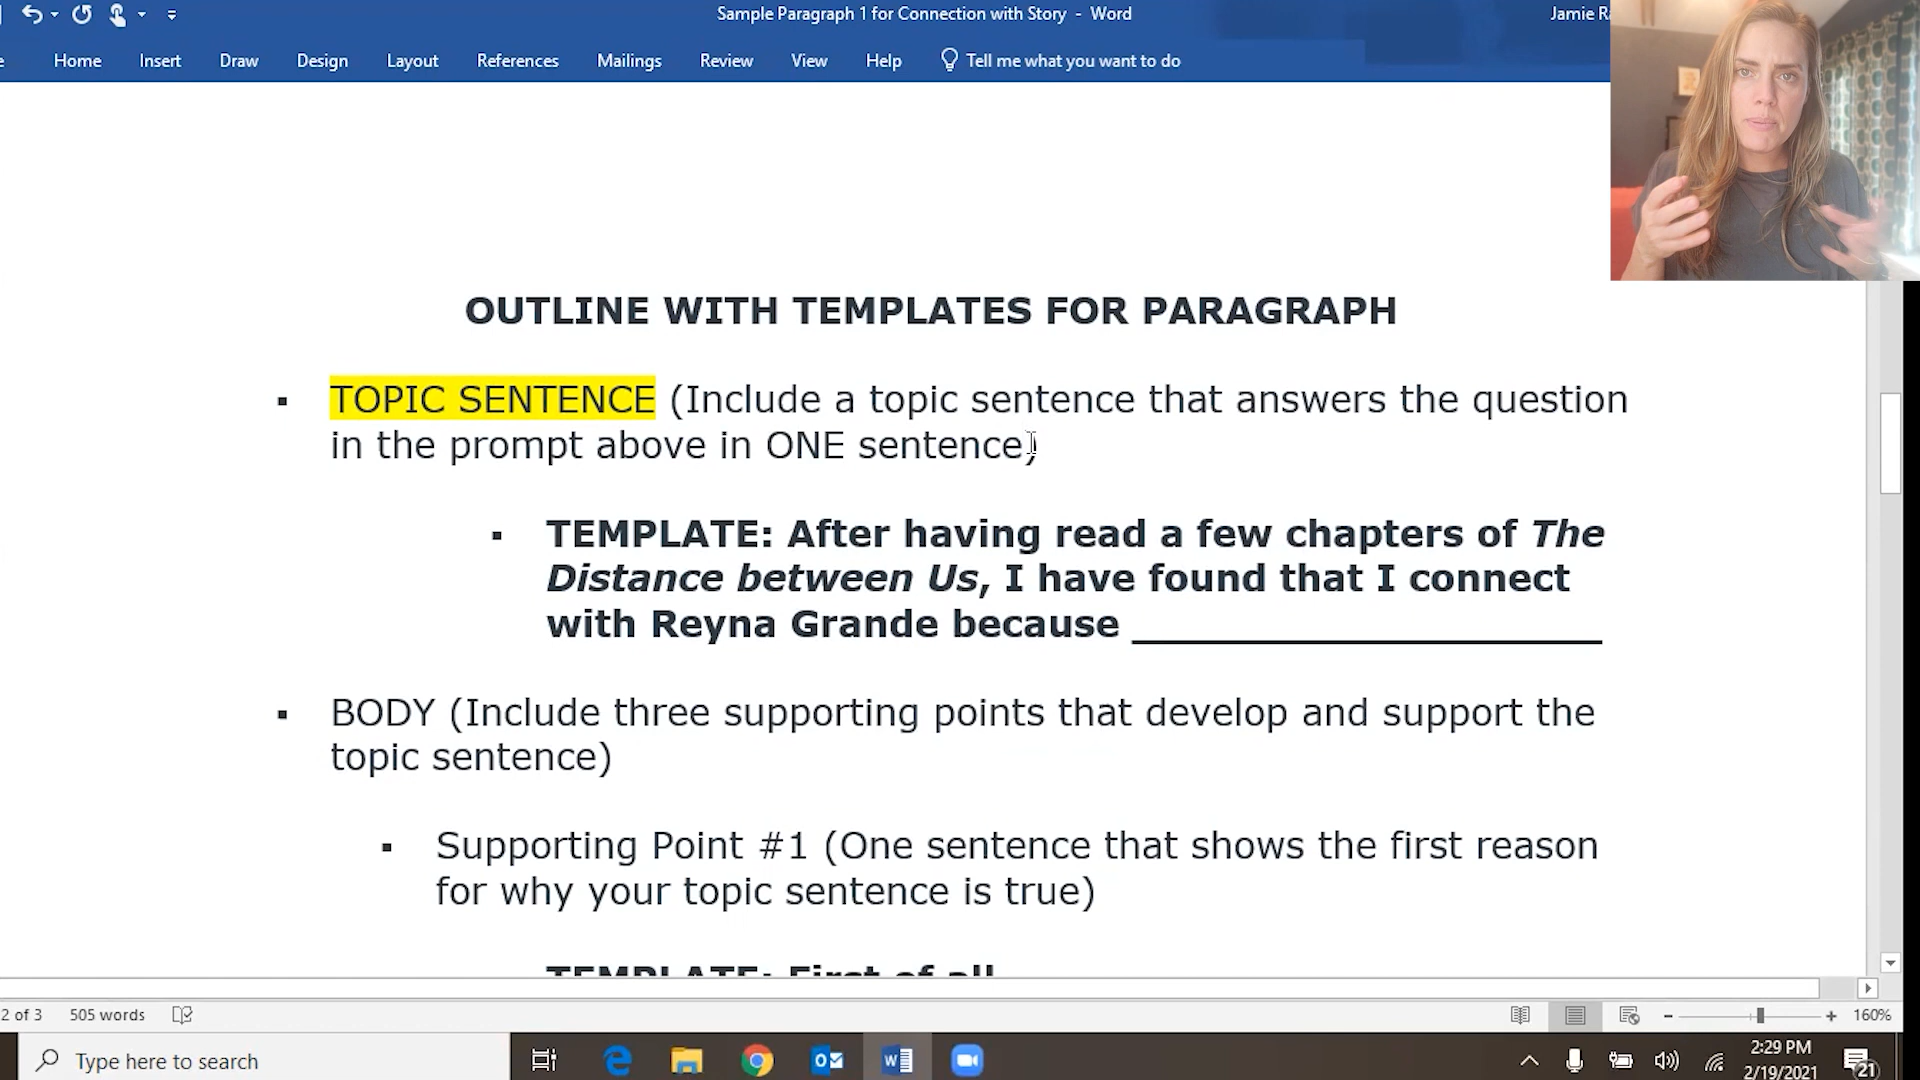 Sample Paragraph 1 for Connection with Story - Word
Jamie
Home Insert Draw Design Layout References Mailings Review View Help Tell me what you want to do
OUTLINE WITH TEMPLATES FOR PARAGRAPH
▪ TOPIC SENTENCE (Include a topic sentence that answers the question
in the prompt above in ONE sentence)
▪ TEMPLATE: After having read a few chapters of The
Distance between Us, I have found that I connect
with Reyna Grande because ____________________
▪ BODY (Include three supporting points that develop and support the
topic sentence)
▪ Supporting Point #1 (One sentence that shows the first reason
for why your topic sentence is true)
TEMPLATE: First of all
2 of 3 505 words 160%
Type here to search
2:29 PM
2/19/2021
21